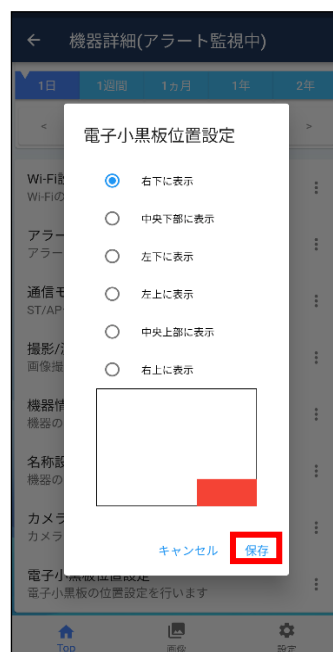 ← 機器詳細(アラート監視中)
1日 1週間 1ヵ月 1年 2年
< >
電子小黒板位置設定
右下に表示
中央下部に表示
左下に表示
左上に表示
中央上部に表示
右上に表示
キャンセル 保存
Wi-Fi設
Wi-Fiの
アラー
アラー
通信モ
ST/AP
撮影/
画像撮
機器情
機器の
名称設
機器の
カメラ
カメラ
電子小黒板位置設定
電子小黒板の位置設定を行います
Top 画像 設定